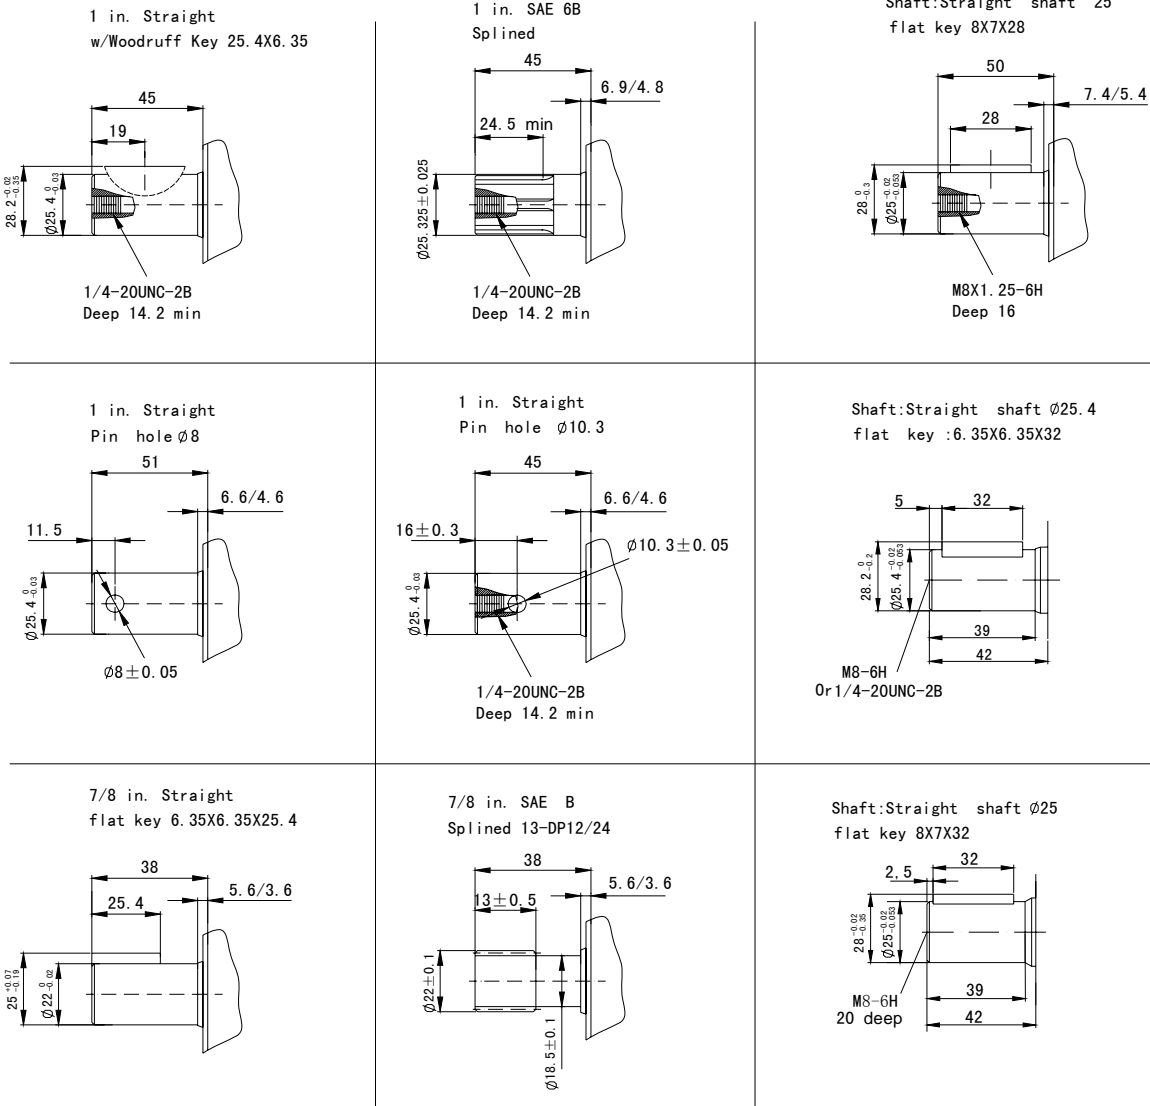 1 in. Straight
w/Woodruff Key 25.4X6.35
45
19
28.2 -0.02 -0.35
Ø25.4 0 -0.03
1/4-20UNC-2B
Deep 14.2 min
1 in. SAE 6B
Splined
45
6.9/4.8
24.5 min
Ø25.325±0.025
1/4-20UNC-2B
Deep 14.2 min
Shaft:Straight shaft 25
flat key 8X7X28
50
7.4/5.4
28
28 0 -0.3
Ø25 -0.02 -0.053
M8X1.25-6H
Deep 16
1 in. Straight
Pin hole Ø8
51
6.6/4.6
11.5
Ø25.4 0 -0.03
Ø8±0.05
1 in. Straight
Pin hole Ø10.3
45
6.6/4.6
16±0.3
Ø10.3±0.05
Ø25.4 0 -0.03
1/4-20UNC-2B
Deep 14.2 min
Shaft:Straight shaft Ø25.4
flat key :6.35X6.35X32
5
32
28.2 0 -0.2
Ø25.4 -0.02 -0.053
39
42
M8-6H
Or1/4-20UNC-2B
7/8 in. Straight
flat key 6.35X6.35X25.4
38
5.6/3.6
25.4
25 +0.07 -0.19
Ø22 0 -0.02
7/8 in. SAE B
Splined 13-DP12/24
38
5.6/3.6
13±0.5
Ø22±0.1
Ø18.5±0.1
Shaft:Straight shaft Ø25
flat key 8X7X32
32
2,5
28 -0.02 -0.35
Ø25 -0.02 -0.053
M8-6H
20 deep
39
42